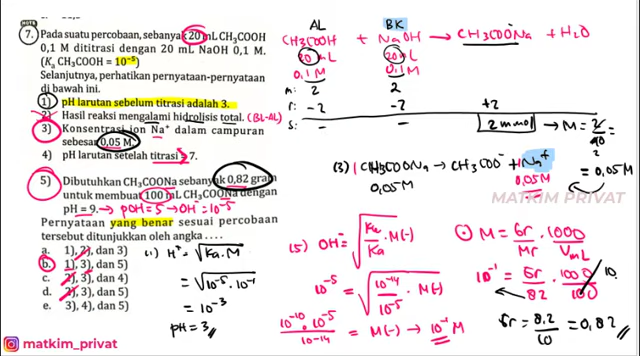 NOTE
7. Pada suatu percobaan, sebanyak 20 mL CH₃COOH
0,1 M dititrasi dengan 20 mL NaOH 0,1 M.
(Kₐ CH₃COOH = 10⁻⁵)
Selanjutnya, perhatikan pernyataan-pernyataan
di bawah ini.
1) pH larutan sebelum titrasi adalah 3.
2) Hasil reaksi mengalami hidrolisis total. (BL-AL)
3) Konsentrasi ion Na⁺ dalam campuran
sebesar 0,05 M.
4) pH larutan setelah titrasi > 7.
5) Dibutuhkan CH₃COONa sebanyak 0,82 gram
untuk membuat 100 mL CH₃COONa dengan
pH = 9. → pOH = 5 → OH⁻ = 10⁻⁵
Pernyataan yang benar sesuai percobaan
tersebut ditunjukkan oleh angka . . . .
a. 1), 2), dan 3)
b. 1), 3), dan 5)
c. 2), 3), dan 4)
d. 2), 3), dan 5)
e. 3), 4), dan 5)
(1) H⁺ = √Ka . M
= √10⁻⁵ . 10⁻¹
= 10⁻³
pH = 3
AL BK
CH₃COOH + NaOH → CH₃COONa + H₂O
20 mL 20 mL
0,1 M 0,1 M
m: 2 2
r: -2 -2 +2
s: - - 2 mmol → M = 2/40
= 0,05 M
(3) 1 CH₃COONa → CH₃COO⁻ + 1 Na⁺
0,05 M 0,05 M
MATKIM PRIVAT
(5) OH⁻ = √Kw/Ka . M(-)
10⁻⁵ = √10⁻¹⁴/10⁻⁵ . M(-)
10⁻¹⁰ . 10⁻⁵/10⁻¹⁴ = M(-) → 10⁻¹ M
M = Gr/Mr . 1000/V mL
10⁻¹ = Gr/82 . 1000/100
10
Gr = 8.2/10 = 0,82
matkim_privat